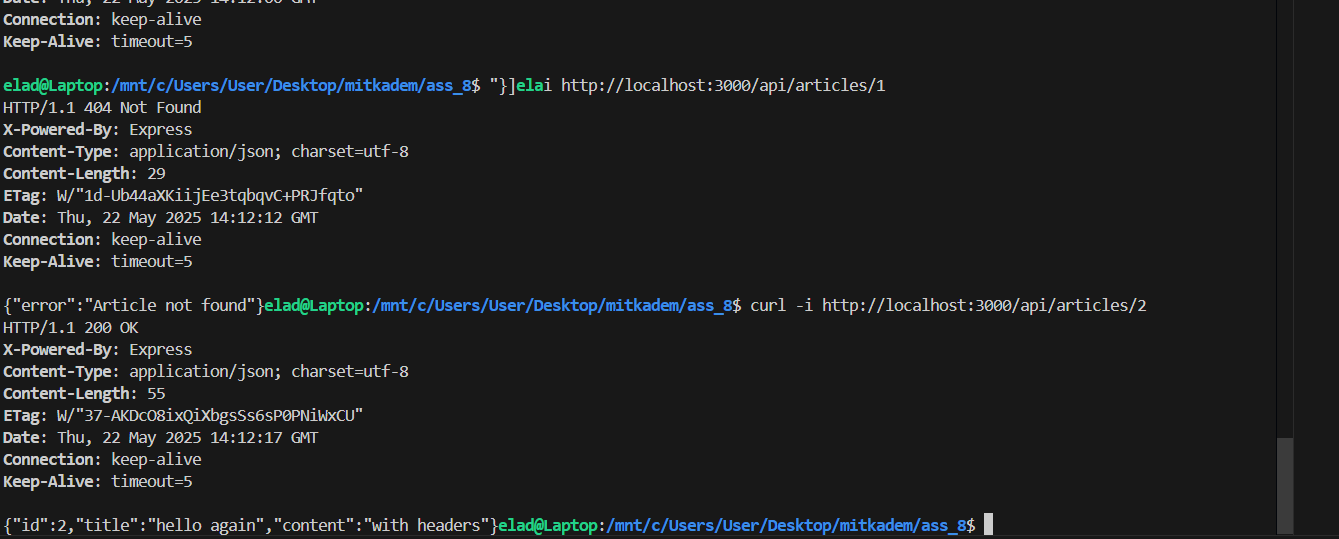 Date: Thu, 22 May 2025 14:12:06 GMT
Connection: keep-alive
Keep-Alive: timeout=5
elad@Laptop:/mnt/c/Users/User/Desktop/mitkadem/ass_8$ "}]elai http://localhost:3000/api/articles/1
HTTP/1.1 404 Not Found
X-Powered-By: Express
Content-Type: application/json; charset=utf-8
Content-Length: 29
ETag: W/"1d-Ub44aXKiijEe3tqbqvC+PRJfqto"
Date: Thu, 22 May 2025 14:12:12 GMT
Connection: keep-alive
Keep-Alive: timeout=5
{"error":"Article not found"}elad@Laptop:/mnt/c/Users/User/Desktop/mitkadem/ass_8$ curl -i http://localhost:3000/api/articles/2
HTTP/1.1 200 OK
X-Powered-By: Express
Content-Type: application/json; charset=utf-8
Content-Length: 55
ETag: W/"37-AKDcO8ixQiXbgsSs6sP0PNiWxCU"
Date: Thu, 22 May 2025 14:12:17 GMT
Connection: keep-alive
Keep-Alive: timeout=5
{"id":2,"title":"hello again","content":"with headers"}elad@Laptop:/mnt/c/Users/User/Desktop/mitkadem/ass_8$